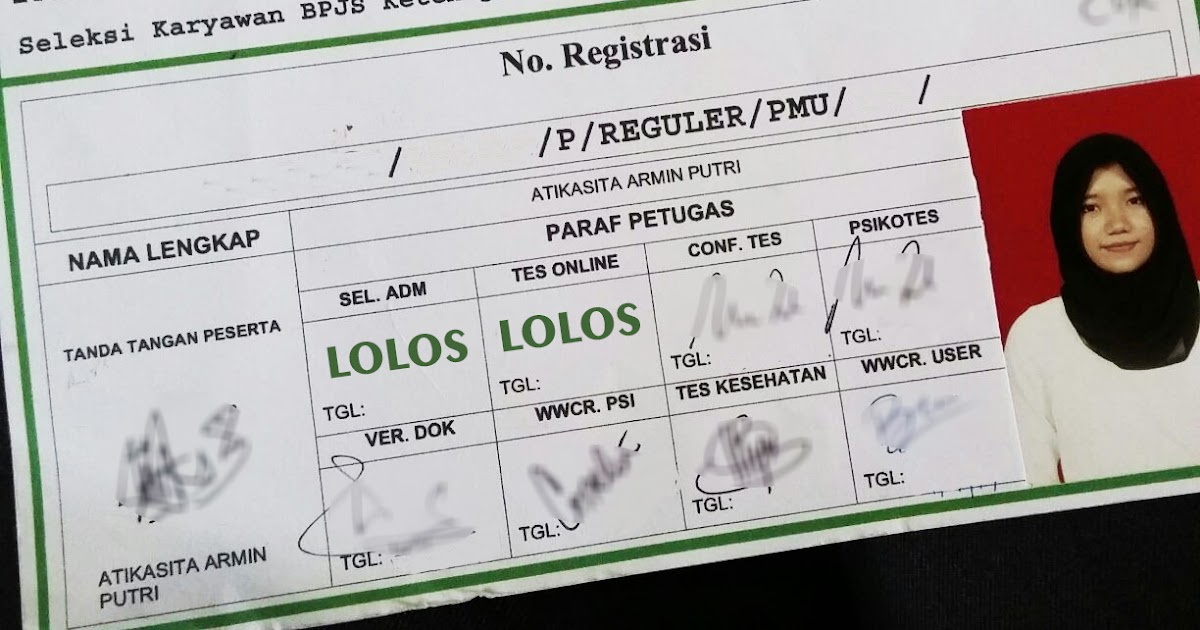 Seleksi Karyawan BPJS
No. Registrasi
/ /P/REGULER/PMU/ /
NAMA LENGKAP
ATIKASITA ARMIN PUTRI
TANDA TANGAN PESERTA
PARAF PETUGAS
SEL. ADM
TES ONLINE
CONF. TES
PSIKOTES
LOLOS
LOLOS
TGL:
TGL:
TGL:
TGL:
VER. DOK
WWCR. PSI
TES KESEHATAN
WWCR. USER
TGL:
TGL:
TGL:
TGL:
ATIKASITA ARMIN
PUTRI